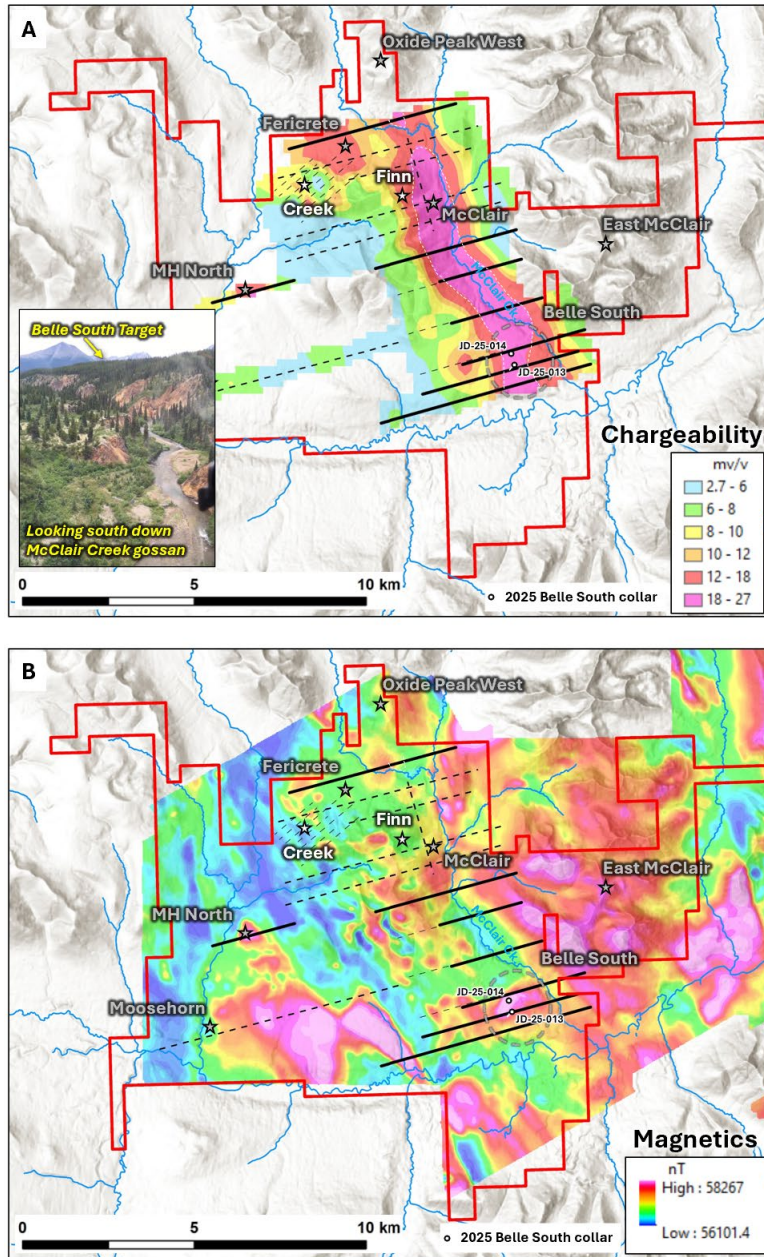 A
Oxide Peak West
Fericrete
Finn
Creek
McClair
East McClair
MH North
McClair Ck.
Belle South
JD-25-014
JD-25-013
Belle South Target
Looking south down
McClair Creek gossan
Chargeability
mv/v
2.7 - 6
6 - 8
8 - 10
10 - 12
12 - 18
18 - 27
0
5
10 km
2025 Belle South collar
B
Oxide Peak West
Fericrete
Finn
Creek
McClair
East McClair
MH North
McClair Ck.
Belle South
JD-25-014
JD-25-013
Moosehorn
Magnetics
nT
High : 58267
Low : 56101.4
0
5
10 km
2025 Belle South collar